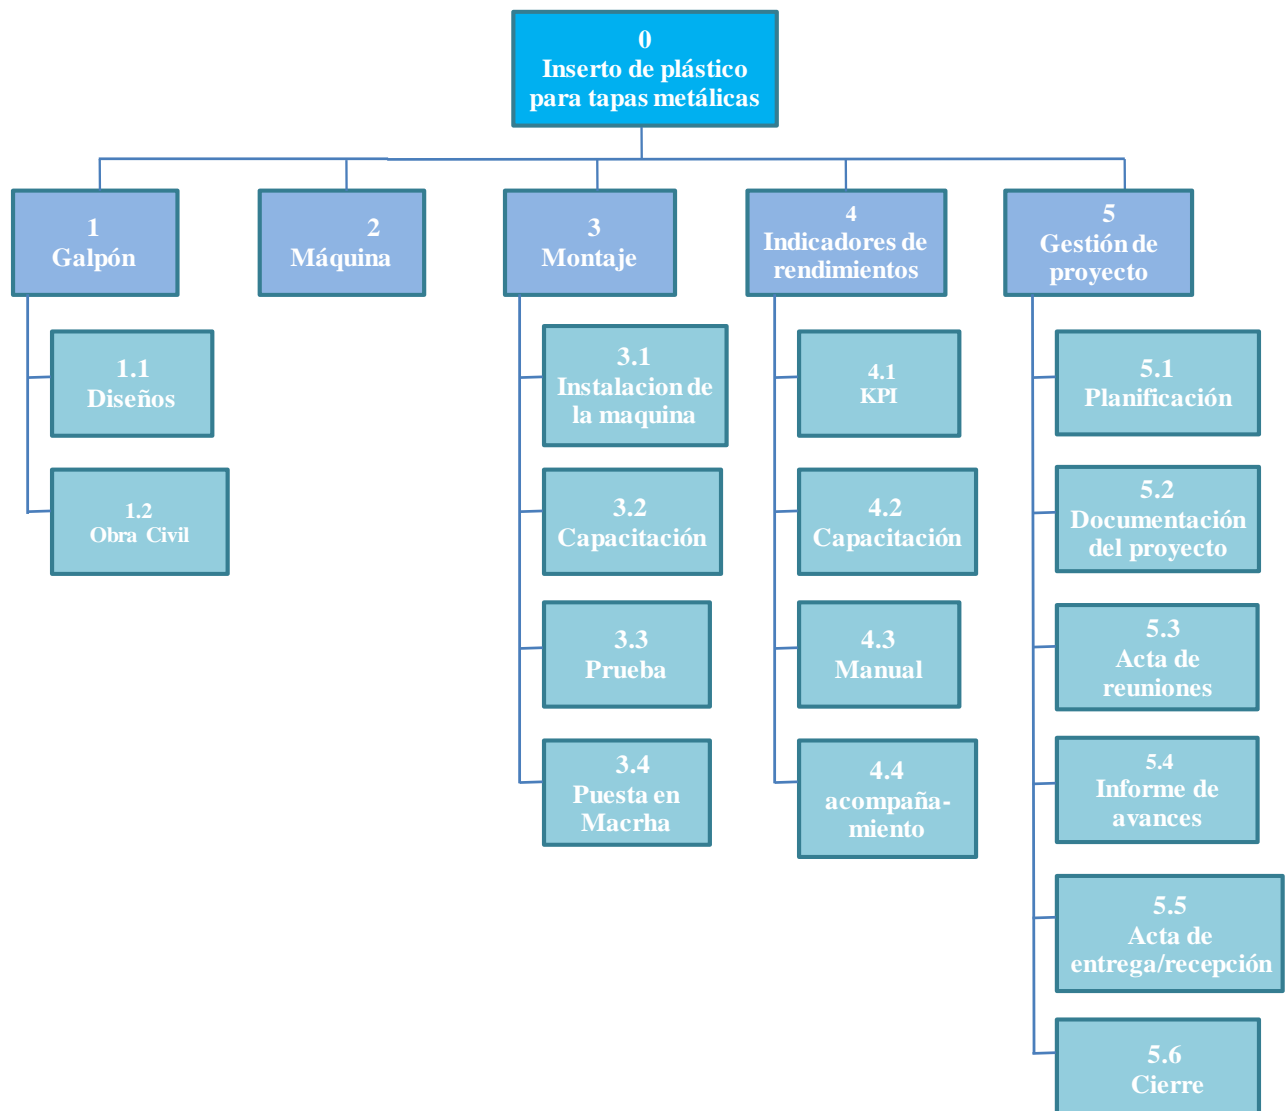 0
Inserto de plástico
para tapas metálicas
1
Galpón
2
Máquina
3
Montaje
4
Indicadores de
rendimientos
5
Gestión de
proyecto
1.1
Diseños
1.2
Obra Civil
3.1
Instalacion de
la maquina
3.2
Capacitación
3.3
Prueba
3.4
Puesta en
Macrha
4.1
KPI
4.2
Capacitación
4.3
Manual
4.4
acompaña-
miento
5.1
Planificación
5.2
Documentación
del proyecto
5.3
Acta de
reuniones
5.4
Informe de
avances
5.5
Acta de
entrega/recepción
5.6
Cierre